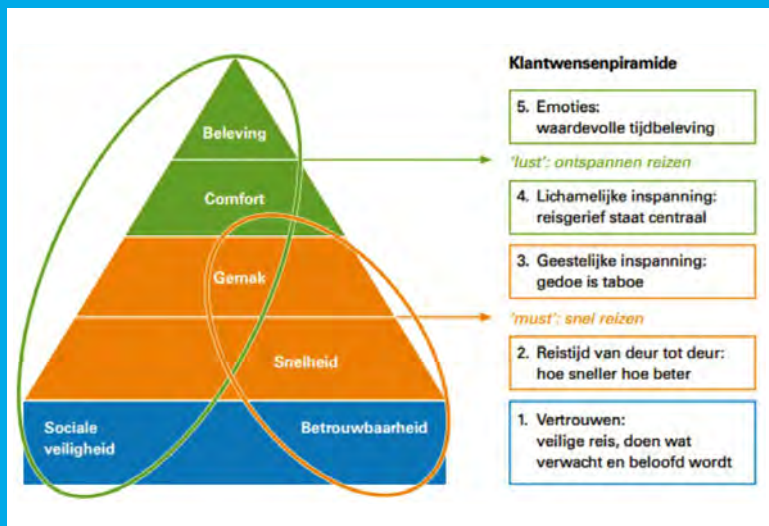 Klantwensenpiramide
Beleving
Comfort
Gemak
Snelheid
Sociale
veiligheid
Betrouwbaarheid
5. Emoties:
waardevolle tijdbeleving
'lust': ontspannen reizen
4. Lichamelijke inspanning:
reisgerief staat centraal
3. Geestelijke inspanning:
gedoe is taboe
'must': snel reizen
2. Reistijd van deur tot deur:
hoe sneller hoe beter
1. Vertrouwen:
veilige reis, doen wat
verwacht en beloofd wordt